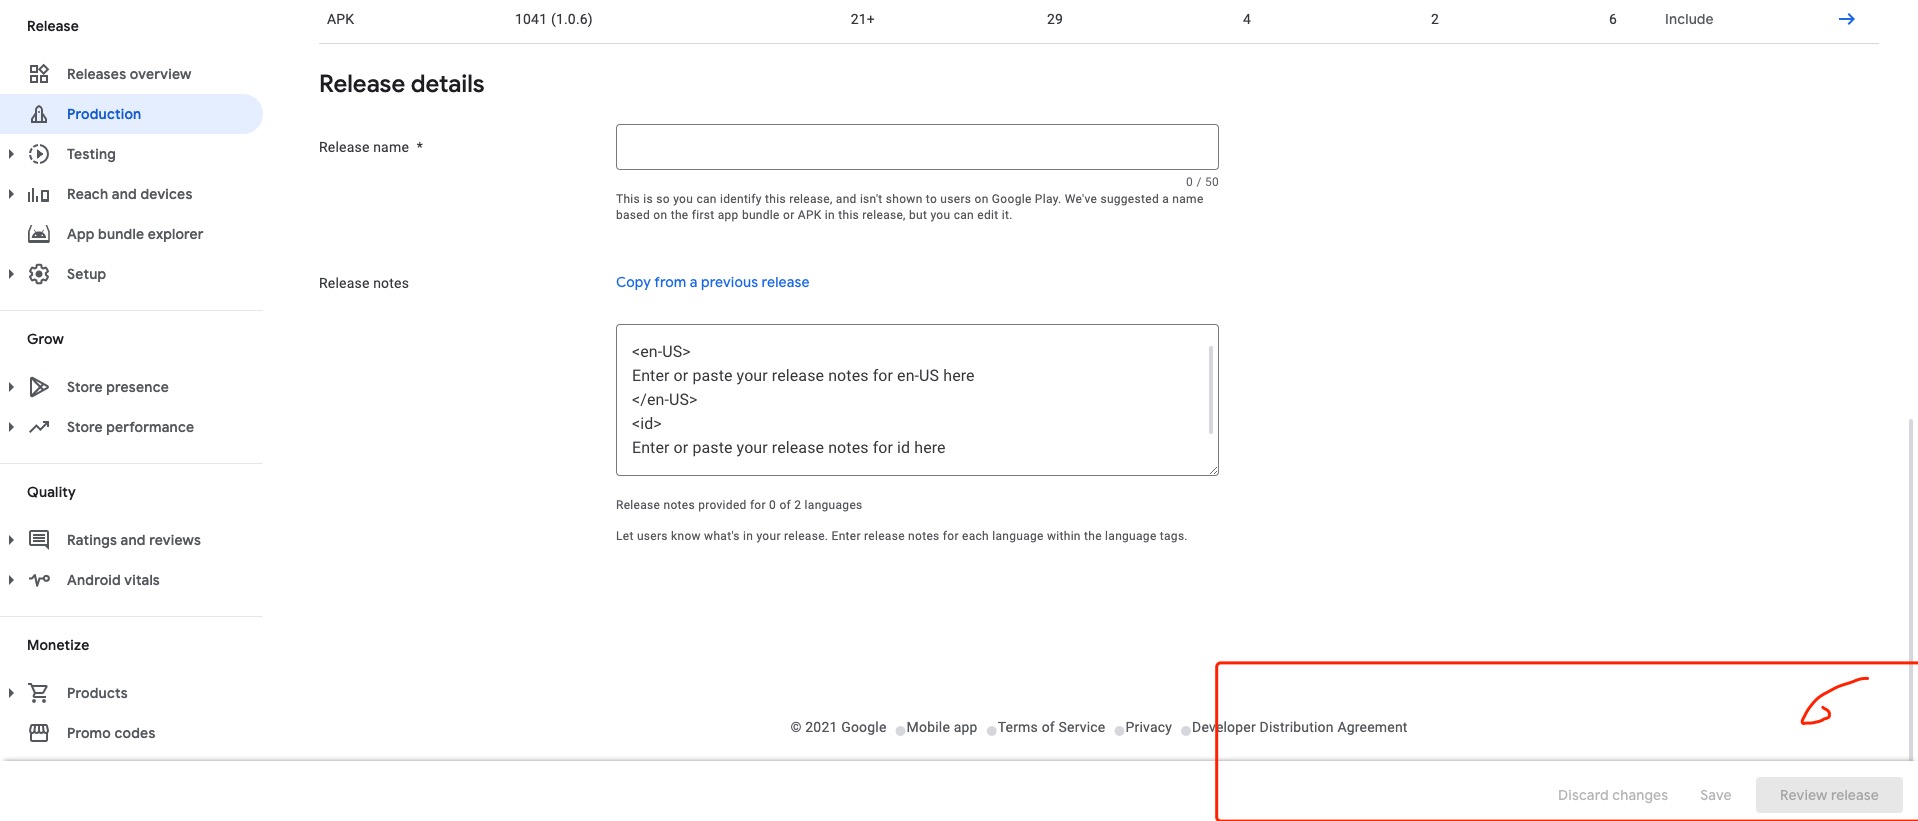 Release
Releases overview
Production
Testing
Reach and devices
App bundle explorer
Setup
Grow
Store presence
Store performance
Quality
Ratings and reviews
Android vitals
Monetize
Products
Promo codes
APK 1041 (1.0.6) 21+ 29 4 2 6 Include
Release details
Release name *
0 / 50
This is so you can identify this release, and isn't shown to users on Google Play. We've suggested a name
based on the first app bundle or APK in this release, but you can edit it.
Release notes
Copy from a previous release
<en-US>
Enter or paste your release notes for en-US here
</en-US>
<id>
Enter or paste your release notes for id here
Release notes provided for 0 of 2 languages
Let users know what's in your release. Enter release notes for each language within the language tags.
© 2021 Google Mobile app Terms of Service Privacy Developer Distribution Agreement
Discard changes Save Review release